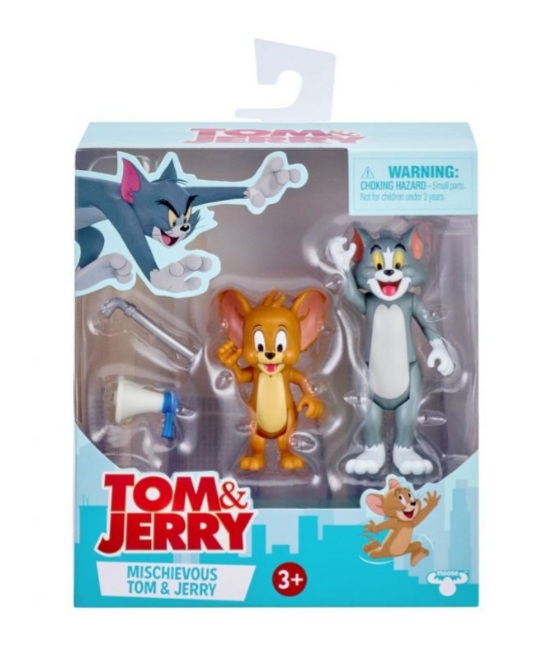 TOM&
JERRY
WARNING:
CHOKING HAZARD – Small parts.
Not for children under 3 years.
TOM&
JERRY
MISCHIEVOUS
TOM & JERRY
3+
MOOSE